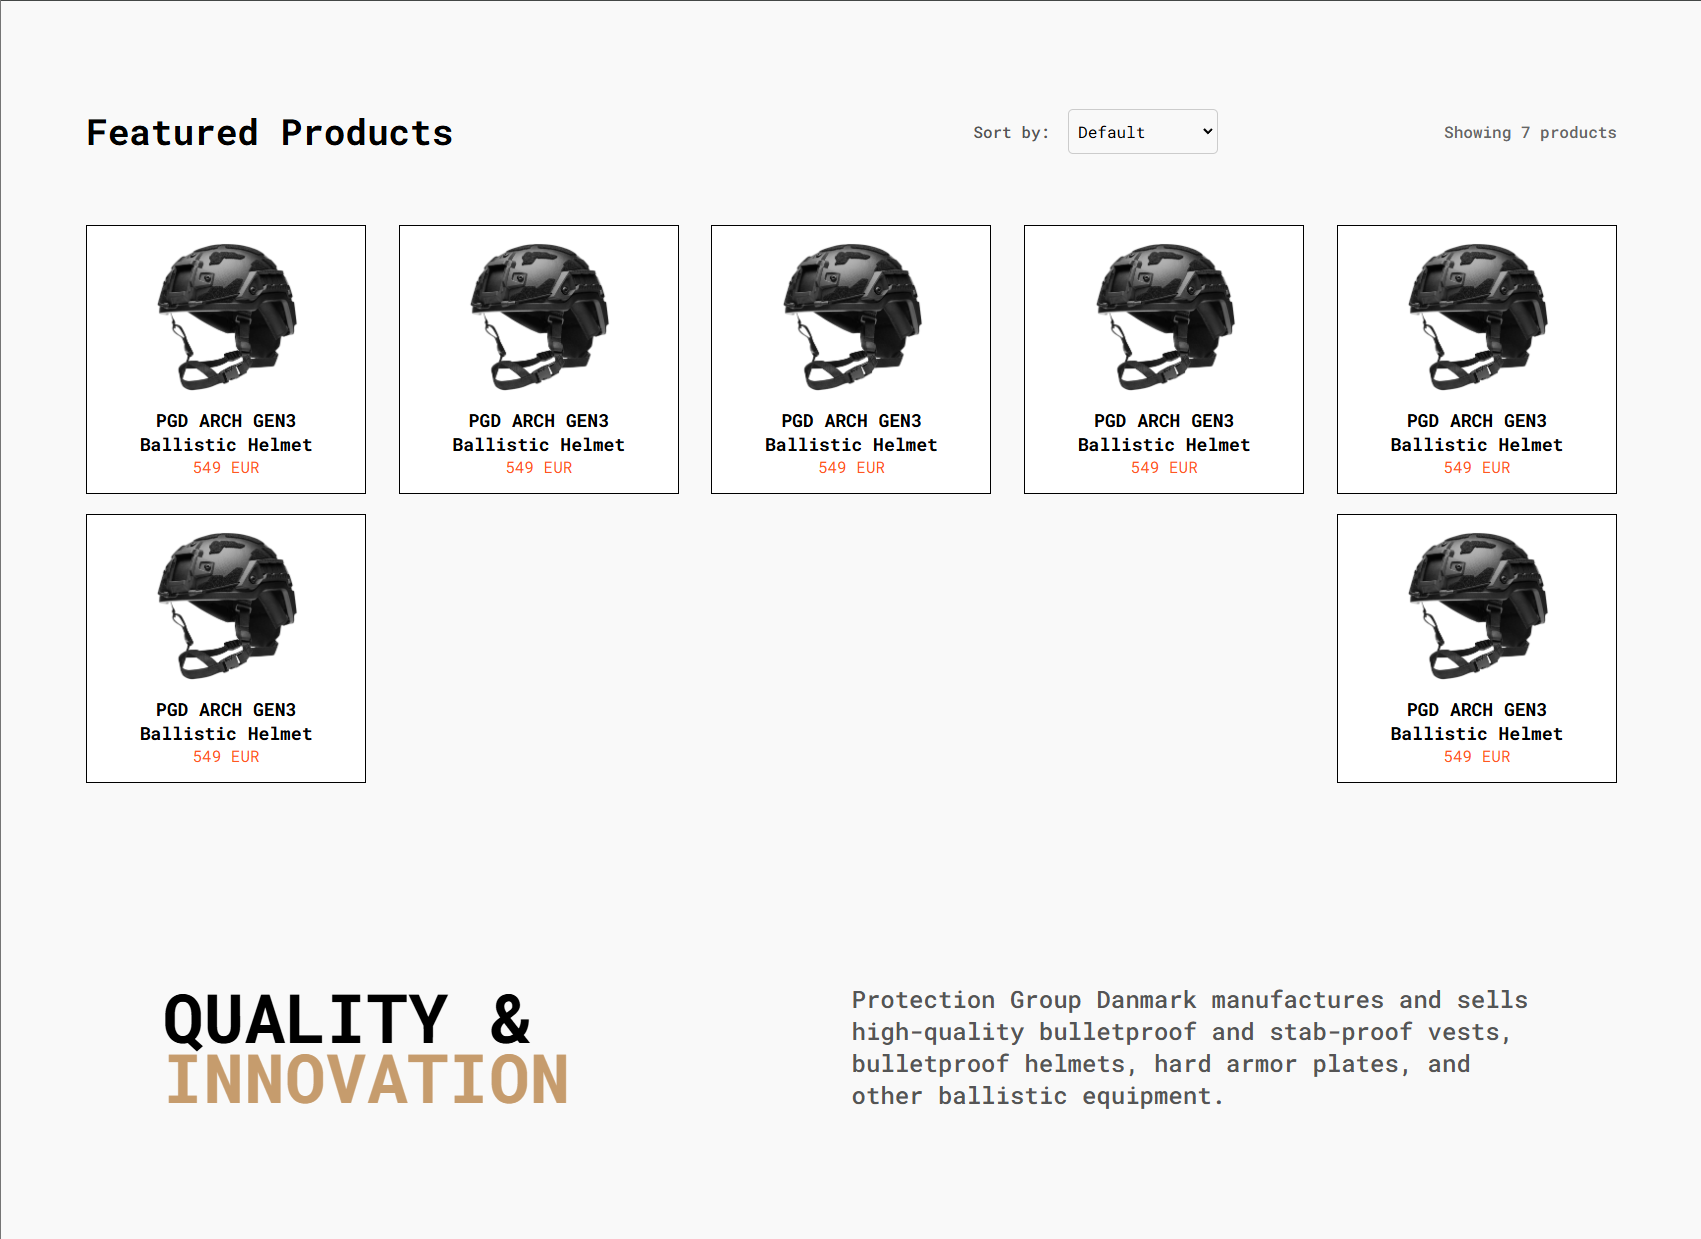 Featured Products
Sort by: Default
Showing 7 products
PGD ARCH GEN3
Ballistic Helmet
549 EUR
PGD ARCH GEN3
Ballistic Helmet
549 EUR
PGD ARCH GEN3
Ballistic Helmet
549 EUR
PGD ARCH GEN3
Ballistic Helmet
549 EUR
PGD ARCH GEN3
Ballistic Helmet
549 EUR
PGD ARCH GEN3
Ballistic Helmet
549 EUR
PGD ARCH GEN3
Ballistic Helmet
549 EUR
QUALITY &
INNOVATION
Protection Group Danmark manufactures and sells
high-quality bulletproof and stab-proof vests,
bulletproof helmets, hard armor plates, and
other ballistic equipment.